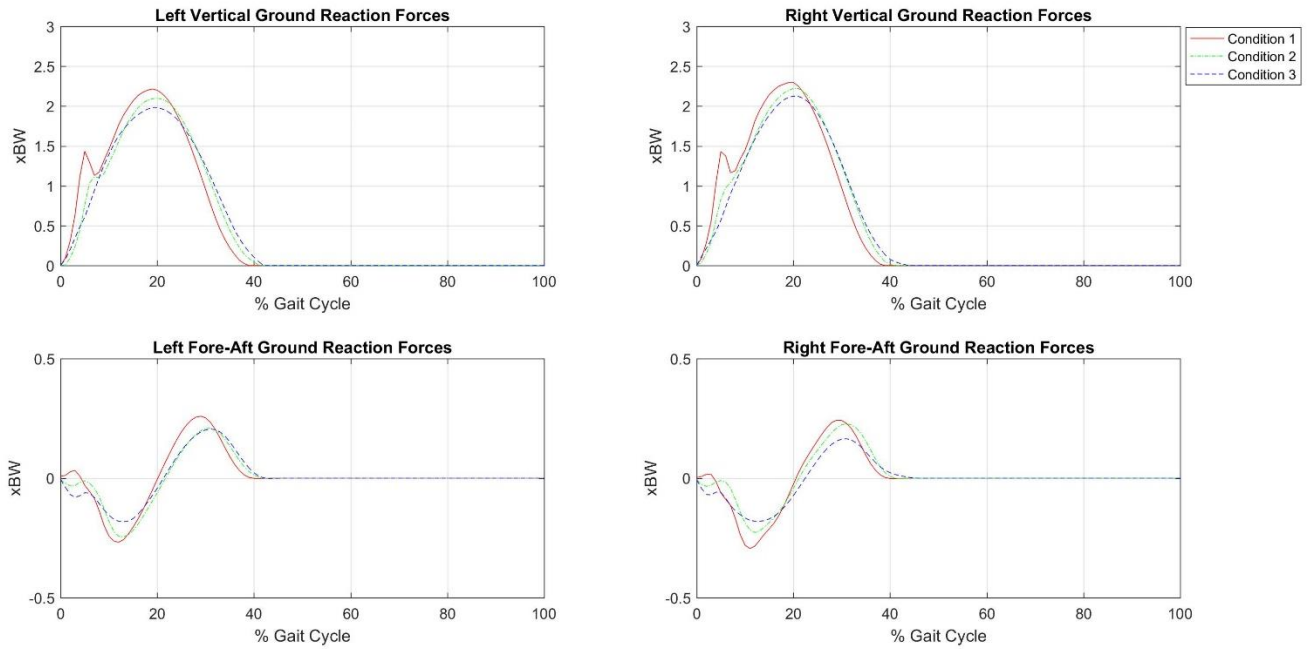 Left Vertical Ground Reaction Forces
3
2.5
2
1.5
1
0.5
0
xBW
0 20 40 60 80 100
% Gait Cycle
Right Vertical Ground Reaction Forces
3
2.5
2
1.5
1
0.5
0
xBW
0 20 40 60 80 100
% Gait Cycle
Condition 1
Condition 2
Condition 3
Left Fore-Aft Ground Reaction Forces
0.5
0
-0.5
xBW
0 20 40 60 80 100
% Gait Cycle
Right Fore-Aft Ground Reaction Forces
0.5
0
-0.5
xBW
0 20 40 60 80 100
% Gait Cycle